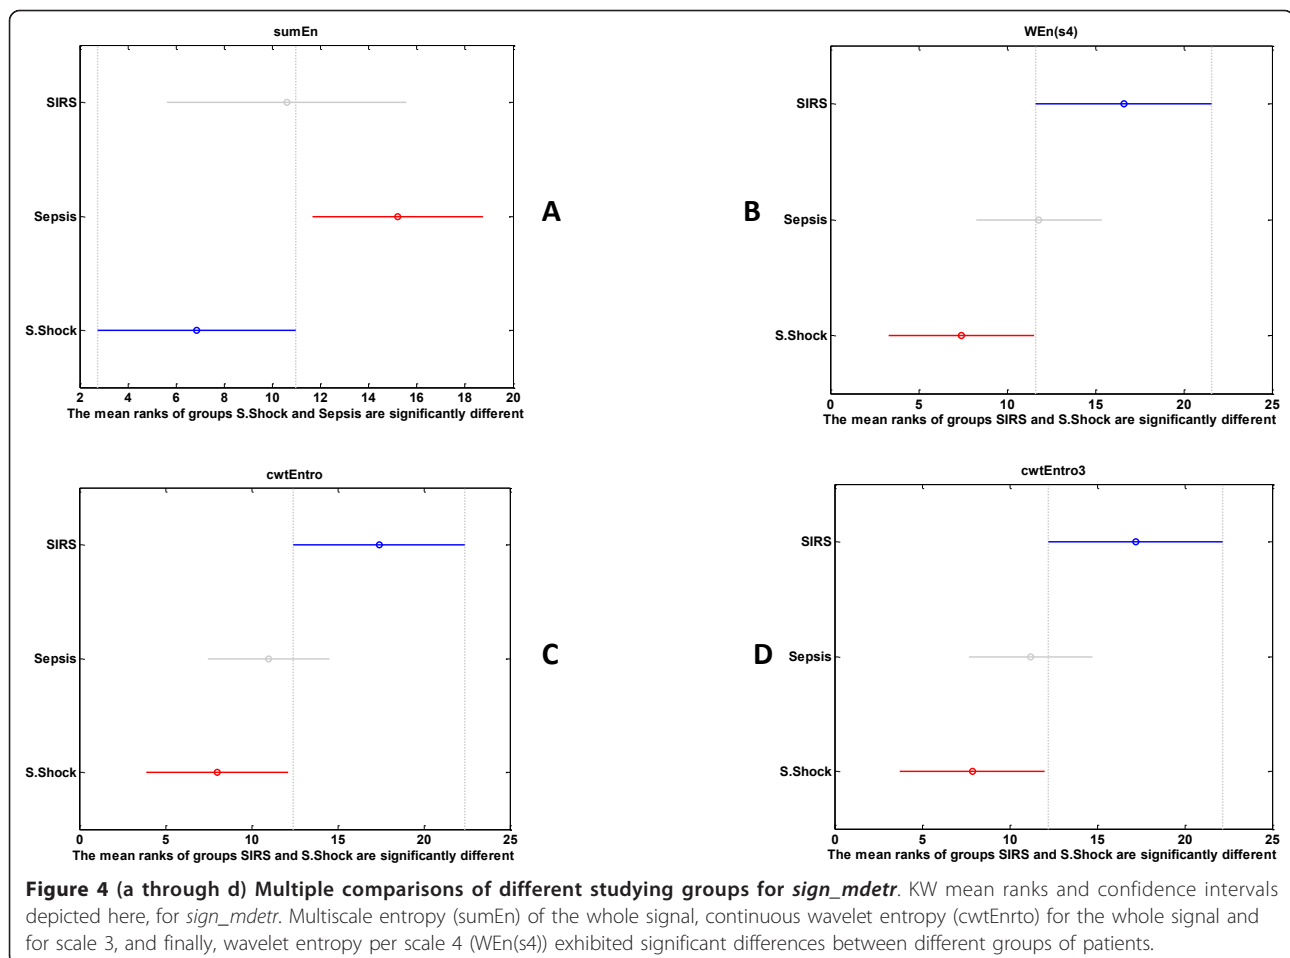 sumEn
SIRS
Sepsis
S.Shock
2 4 6 8 10 12 14 16 18 20
The mean ranks of groups S.Shock and Sepsis are significantly different
A
WEn(s4)
SIRS
Sepsis
S.Shock
0 5 10 15 20 25
The mean ranks of groups SIRS and S.Shock are significantly different
B
cwtEntro
SIRS
Sepsis
S.Shock
0 5 10 15 20 25
The mean ranks of groups SIRS and S.Shock are significantly different
C
cwtEntro3
SIRS
Sepsis
S.Shock
0 5 10 15 20 25
The mean ranks of groups SIRS and S.Shock are significantly different
D
Figure 4 (a through d) Multiple comparisons of different studying groups for sign_mdetr. KW mean ranks and confidence intervals
depicted here, for sign_mdetr. Multiscale entropy (sumEn) of the whole signal, continuous wavelet entropy (cwtEnrto) for the whole signal and
for scale 3, and finally, wavelet entropy per scale 4 (WEn(s4)) exhibited significant differences between different groups of patients.